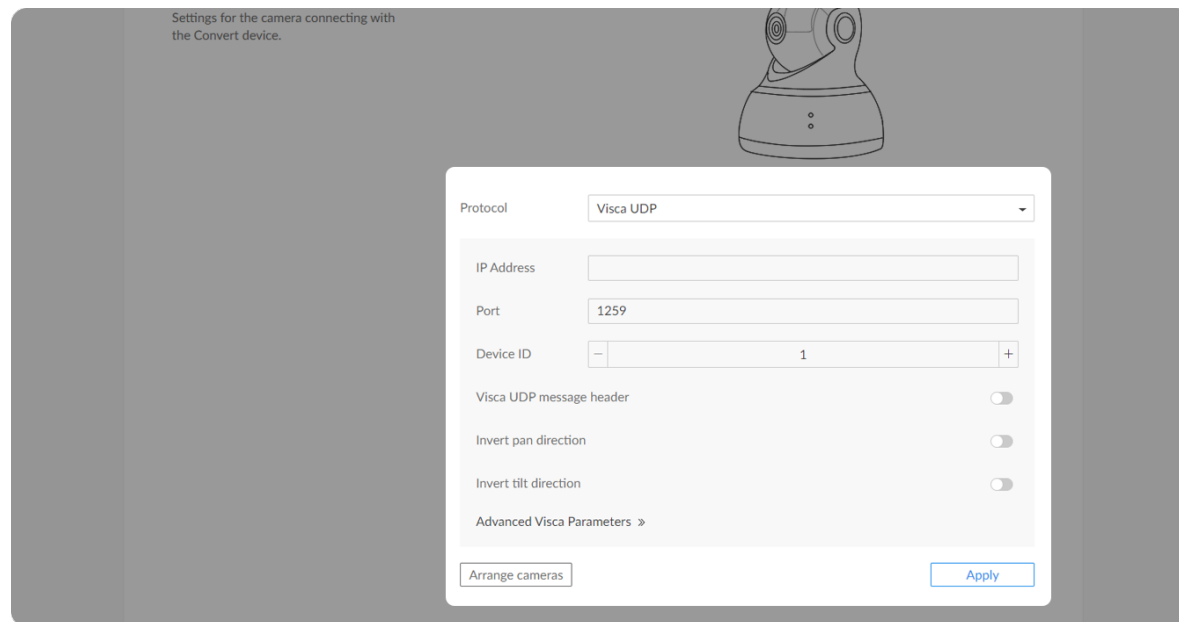 Settings for the camera connecting with
the Convert device.
Protocol
Visca UDP
IP Address
Port
1259
Device ID
− 1 +
Visca UDP message header
Invert pan direction
Invert tilt direction
Advanced Visca Parameters »
Arrange cameras
Apply